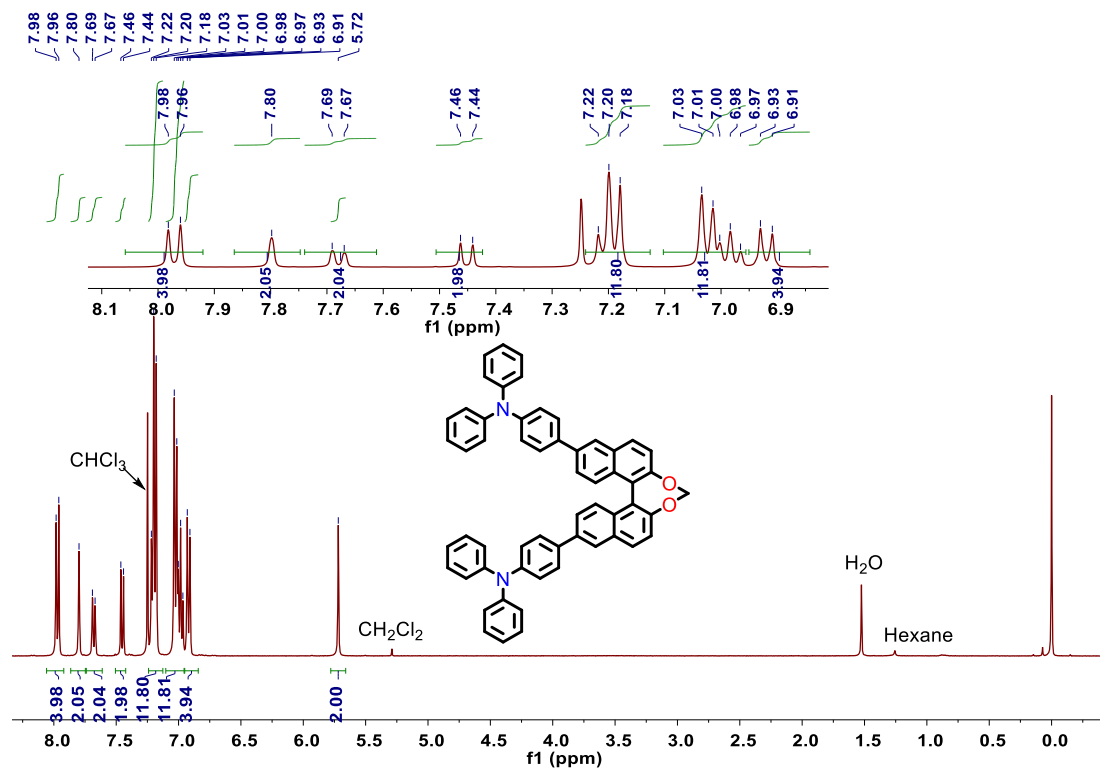 7.98 7.96 7.80 7.69 7.67 7.46 7.44 7.22 7.20 7.18 7.03 7.01 7.00 6.98 6.97 6.93 6.91 5.72
7.98 7.96 7.80 7.69 7.67 7.46 7.44 7.22 7.20 7.18 7.03 7.01 7.00 6.98 6.97 6.93 6.91
3.98 2.05 2.04 1.98 11.80 11.81 3.94
8.1 8.0 7.9 7.8 7.7 7.6 7.5 7.4 7.3 7.2 7.1 7.0 6.9
f1 (ppm)
N
CHCl3
O
O
N
H2O
CH2Cl2
Hexane
3.98 2.05 2.04 1.98 11.80 11.81 3.94 2.00
8.0 7.5 7.0 6.5 6.0 5.5 5.0 4.5 4.0 3.5 3.0 2.5 2.0 1.5 1.0 0.5 0.0
f1 (ppm)